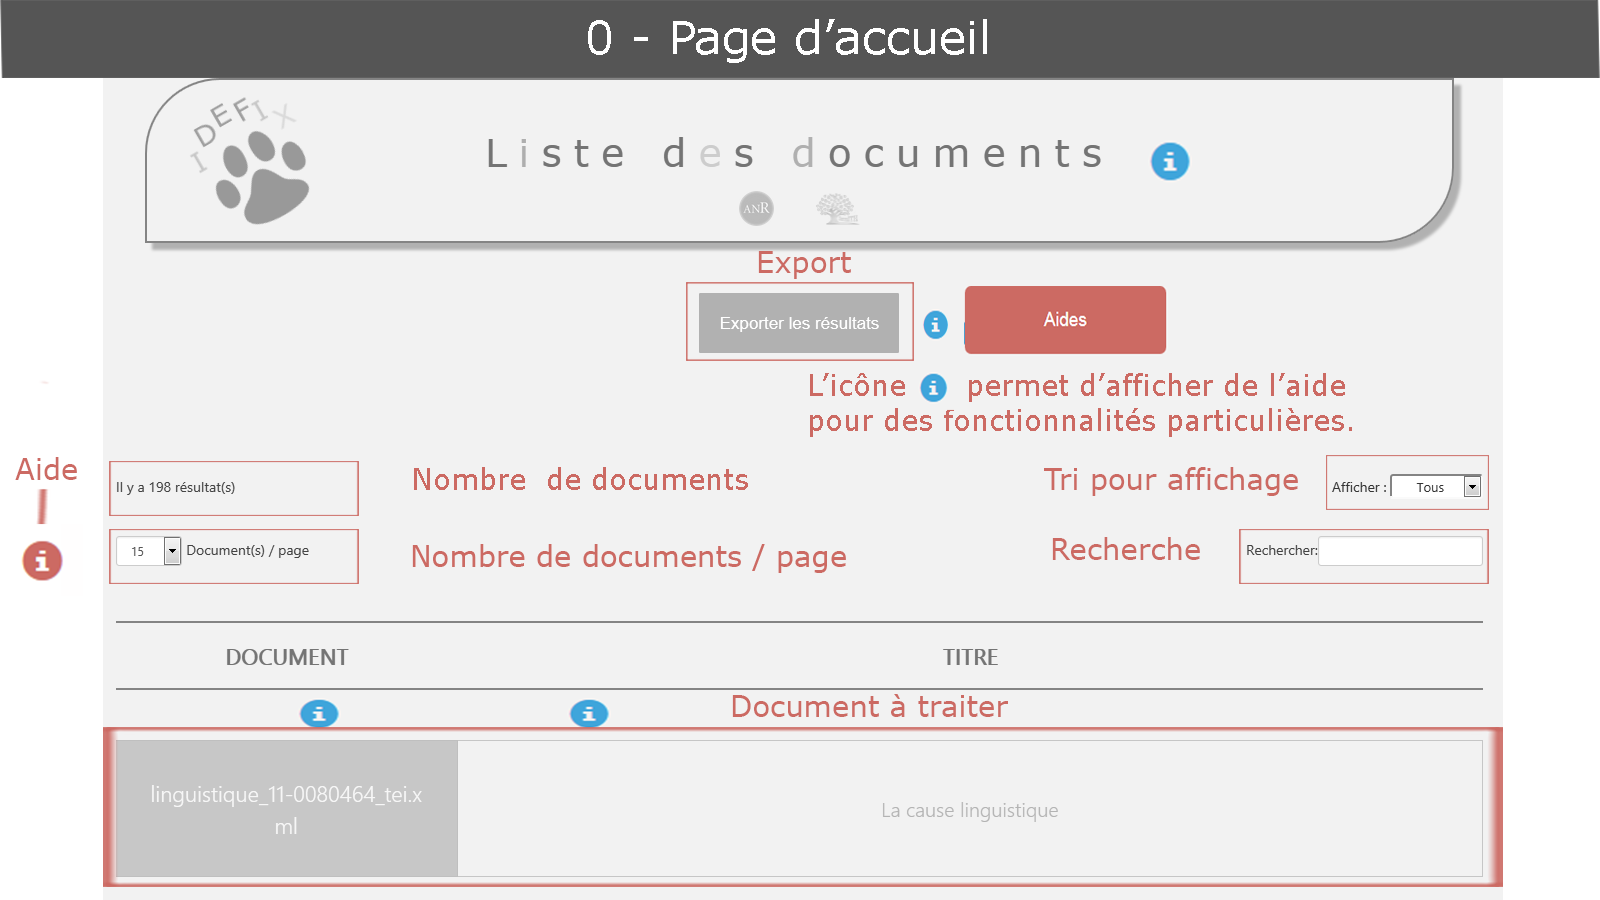 0 - Page d’accueil
IDEFIX
Liste des documents
ANR
Export
Exporter les résultats
Aides
L’icône permet d’afficher de l’aide
pour des fonctionnalités particulières.
Aide
Il y a 198 résultat(s)
Nombre de documents
Tri pour affichage
Afficher : Tous
15 Document(s) / page
Nombre de documents / page
Recherche
Rechercher:
DOCUMENT
TITRE
Document à traiter
linguistique_11-0080464_tei.x
ml
La cause linguistique